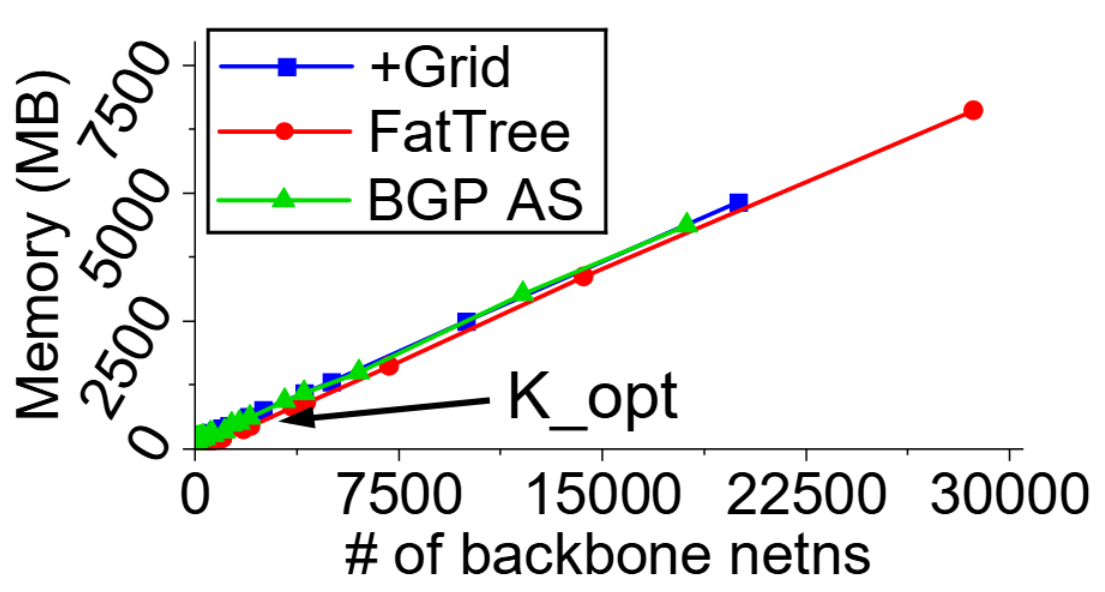 Memory (MB)
7500
5000
2500
0
+Grid
FatTree
BGP AS
K_opt
0 7500 15000 22500 30000
# of backbone netns